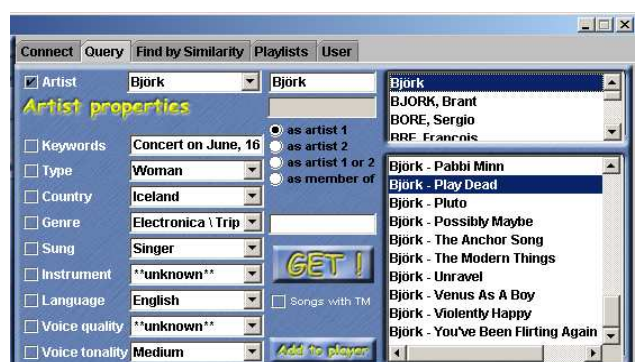 Connect Query Find by Similarity Playlists User
Artist Björk Björk
Artist properties
as artist 1
as artist 2
as artist 1 or 2
as member of
Keywords Concert on June, 16
Type Woman
Country Iceland
Genre Electronica \ Trip
Sung Singer
Instrument **unknown**
Language English
Voice quality **unknown**
Voice tonality Medium
GET !
Songs with TM
Add to player
Björk
BJORK, Brant
BORE, Sergio
BRE, François
Björk - Pabbi Minn
Björk - Play Dead
Björk - Pluto
Björk - Possibly Maybe
Björk - The Anchor Song
Björk - The Modern Things
Björk - Unravel
Björk - Venus As A Boy
Björk - Violently Happy
Björk - You've Been Flirting Again